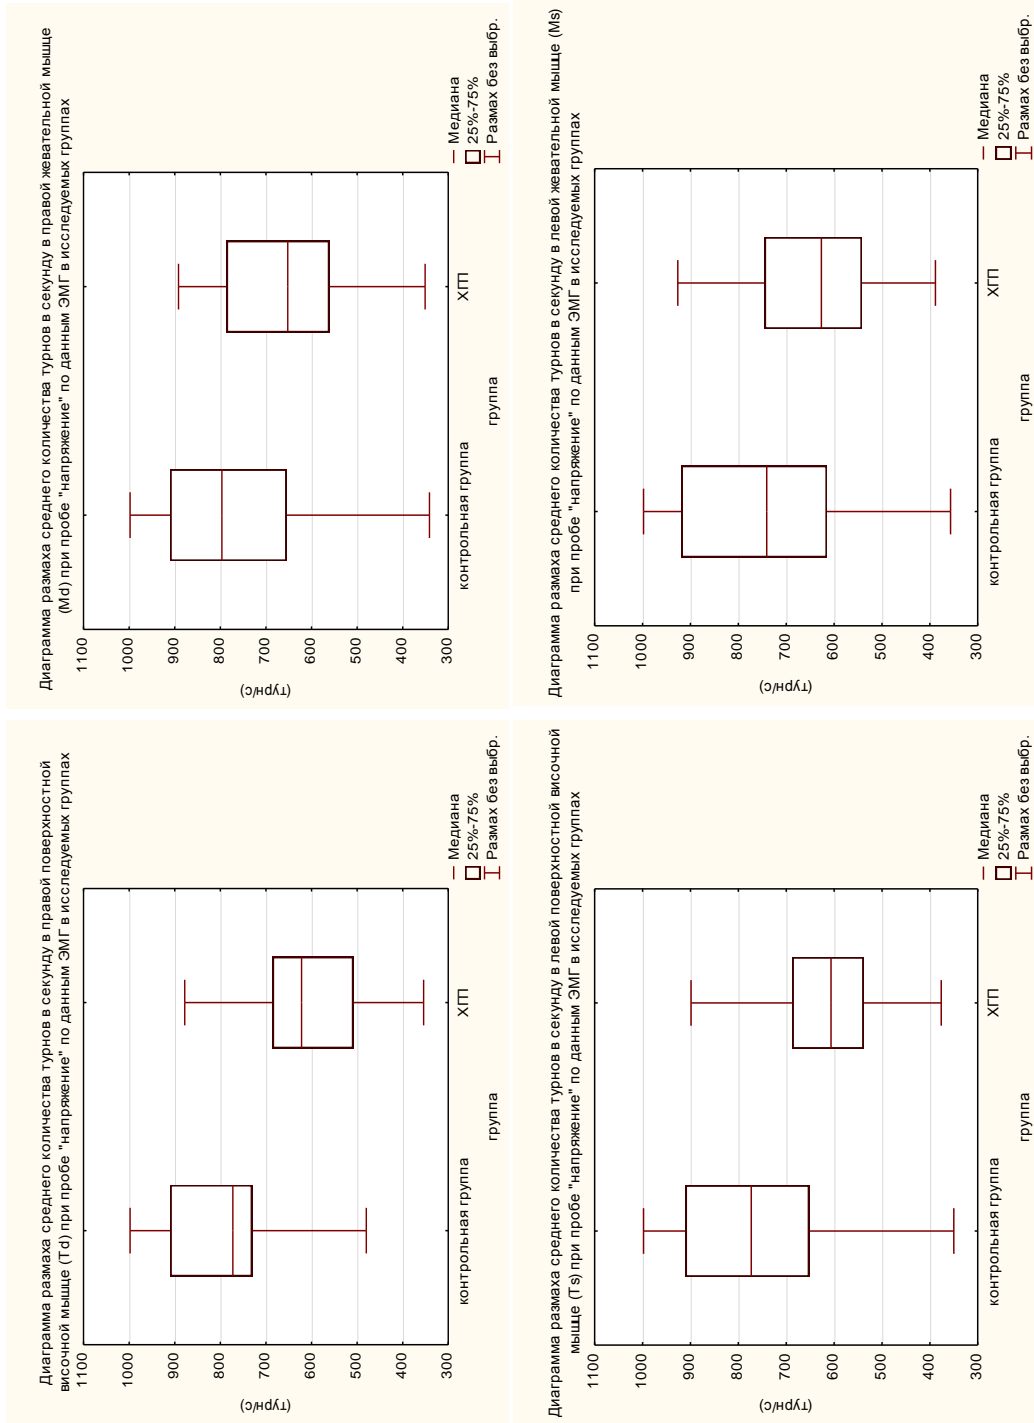 Диаграмма размаха среднего количества турнов в секунду в правой поверхностной
височной мышце (Td) при пробе "напряжение" по данным ЭМГ в исследуемых группах
1100
1000
900
800
700
600
500
400
300
(турн/с)
контрольная группа
ХГП
группа
Медиана
25%-75%
Размах без выбр.
Диаграмма размаха среднего количества турнов в секунду в правой жевательной мышце
(Md) при пробе "напряжение" по данным ЭМГ в исследуемых группах
1100
1000
900
800
700
600
500
400
300
(турн/с)
контрольная группа
ХГП
группа
Медиана
25%-75%
Размах без выбр.
Диаграмма размаха среднего количества турнов в секунду в левой поверхностной височной
мышце (Ts) при пробе "напряжение" по данным ЭМГ в исследуемых группах
1100
1000
900
800
700
600
500
400
300
(турн/с)
контрольная группа
ХГП
группа
Медиана
25%-75%
Размах без выбр.
Диаграмма размаха среднего количества турнов в секунду в левой жевательной мышце (Ms)
при пробе "напряжение" по данным ЭМГ в исследуемых группах
1100
1000
900
800
700
600
500
400
300
(турн/с)
контрольная группа
ХГП
группа
Медиана
25%-75%
Размах без выбр.